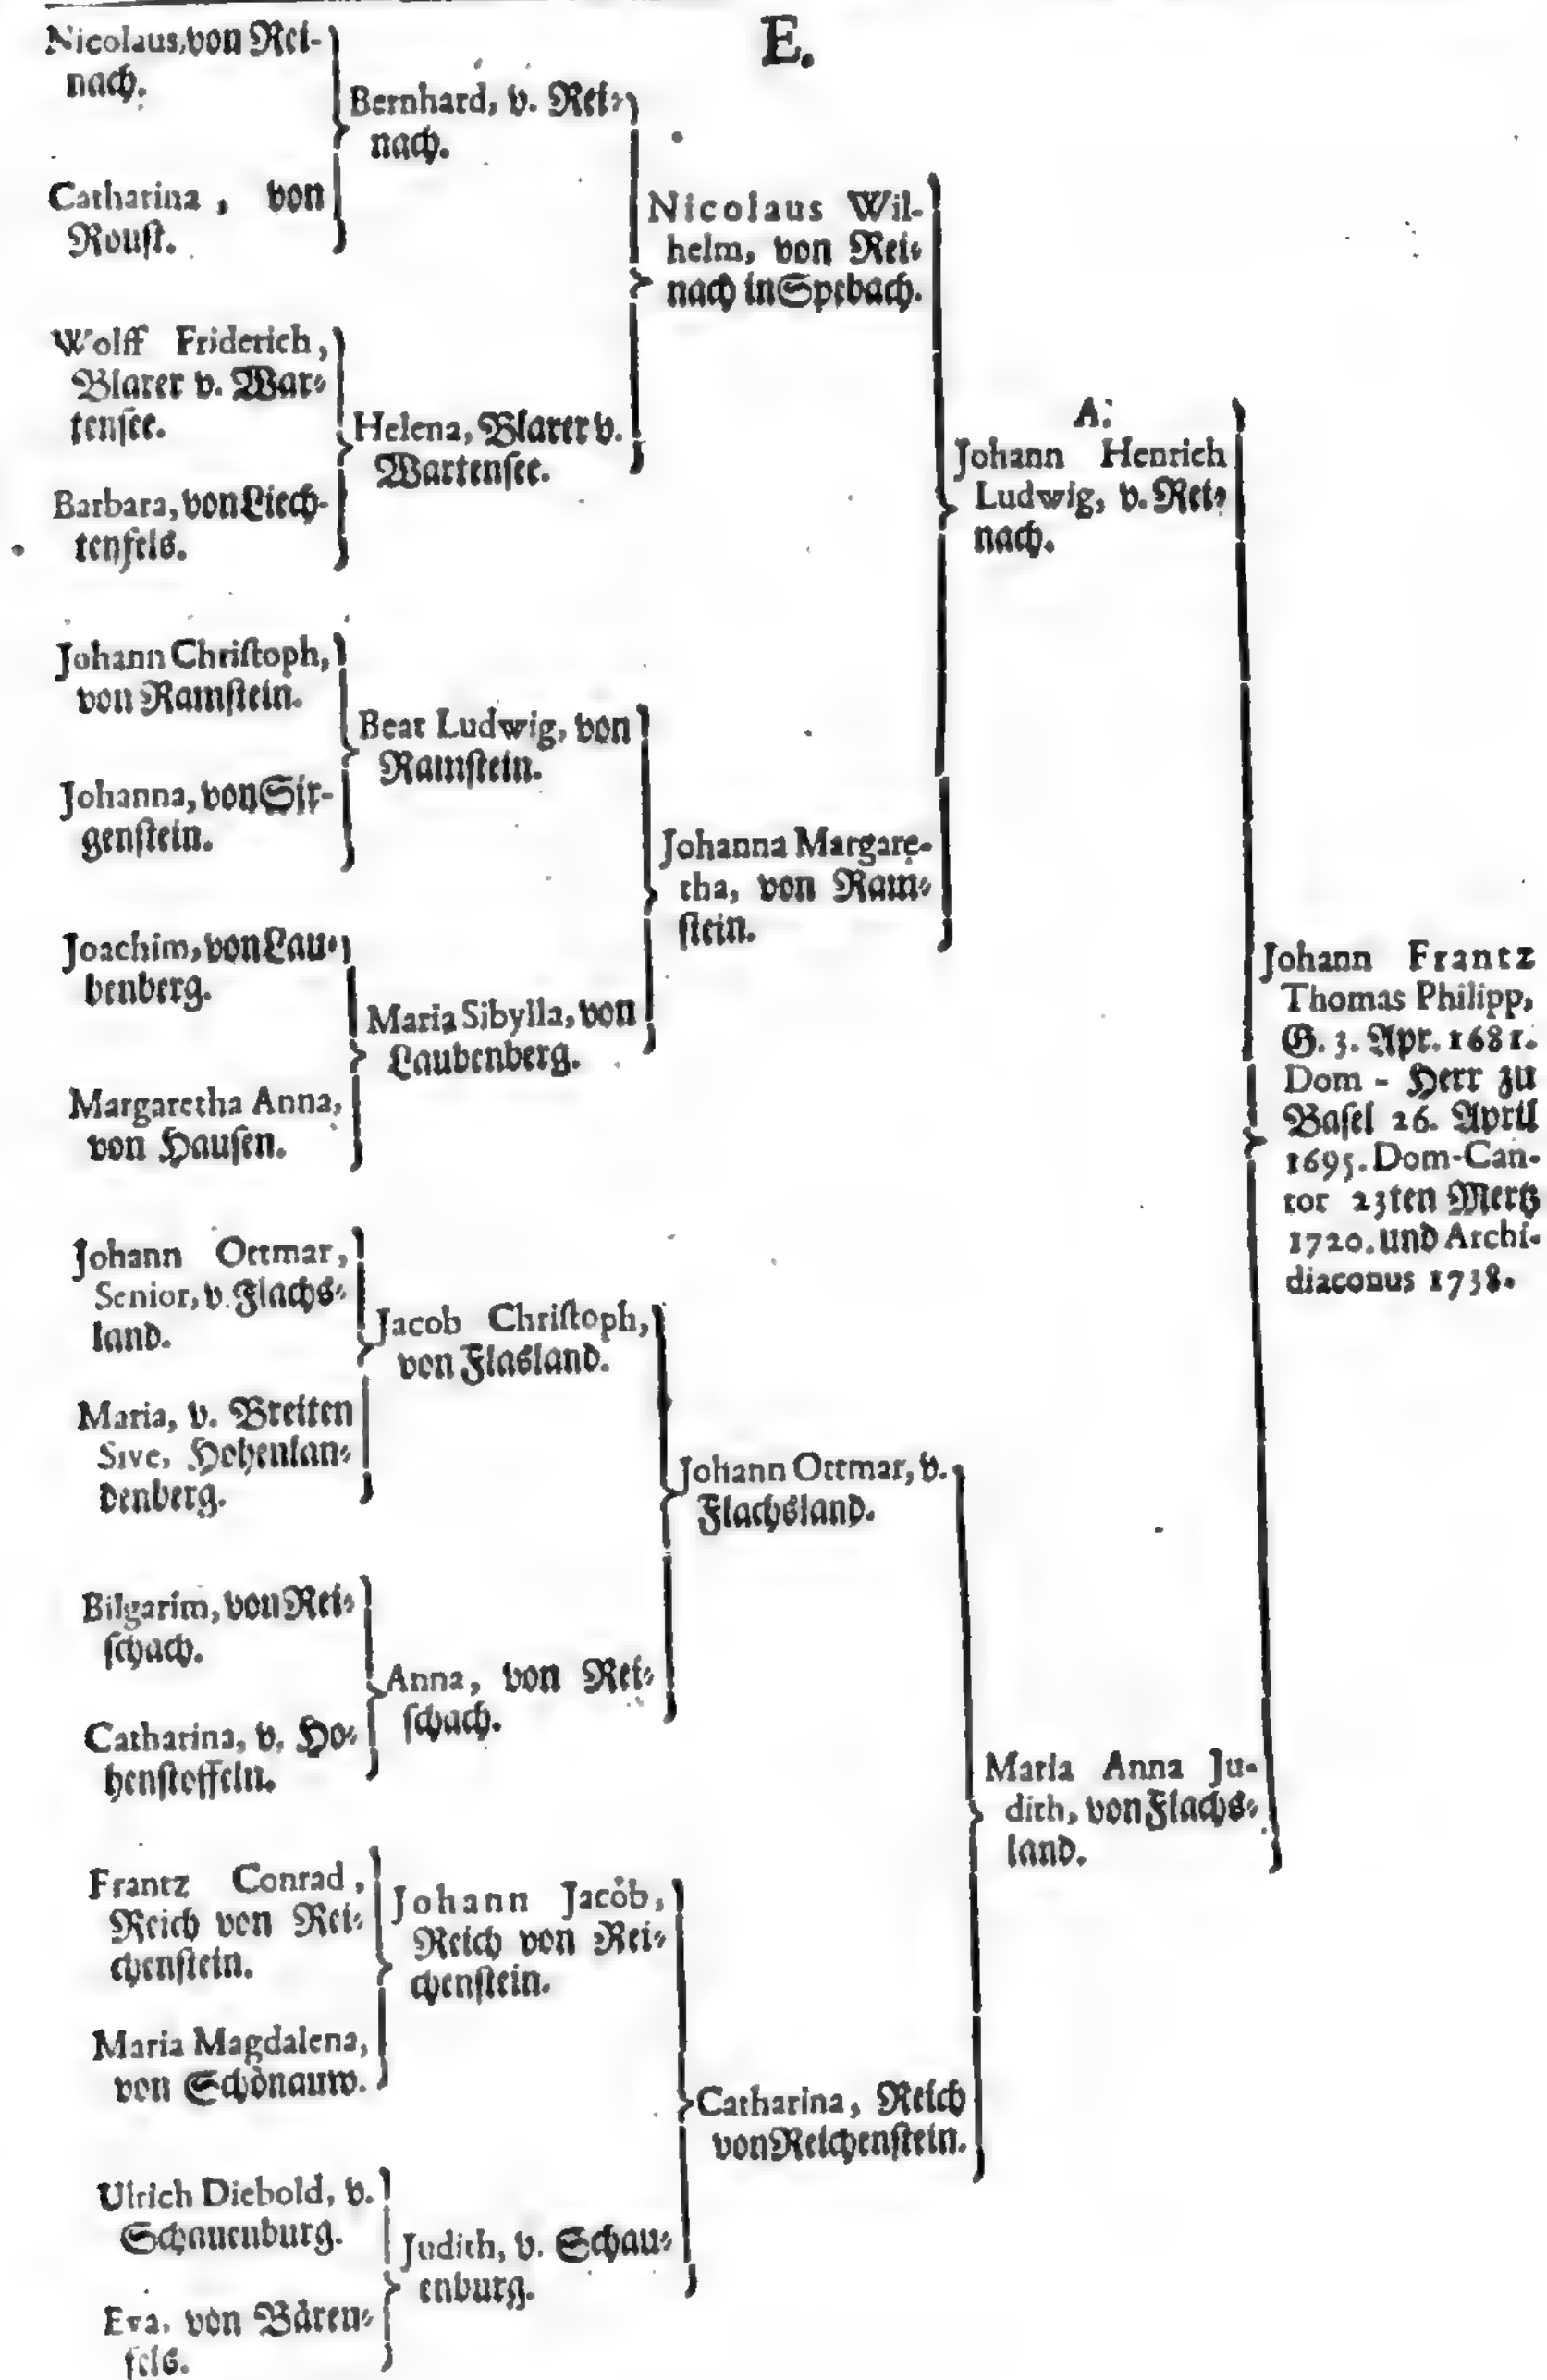 E.
Nicolaus, von Rei-
nach.
Catharina, von
Roust.
Wolff Friderich,
Blarer v. War-
tensee.
Barbara, von Liech-
tenfels.
Johann Christoph,
von Ramstein.
Johanna, von Sir-
genstein.
Joachim, von Lau-
benberg.
Margaretha Anna,
von Hausen.
Johann Ottmar,
Senior, v. Flachs-
land.
Maria, v. Breiten
Sive, Hohenlan-
denberg.
Bilgarim, von Rei-
schach.
Catharina, v. Ho-
henstoffeln.
Frantz Conrad,
Reich von Rei-
chenstein.
Maria Magdalena,
von Schönauw.
Ulrich Diebold, v.
Schauenburg.
Eva, von Bären-
fels.
Bernhard, v. Rei-
nach.
Helena, Blarer v.
Wartensee.
Beat Ludwig, von
Ramstein.
Maria Sibylla, von
Laubenberg.
Jacob Christoph,
von Flasland.
Anna, von Rei-
schach.
Johann Jacob,
Reich von Rei-
chenstein.
Judith, v. Schau-
enburg.
Nicolaus Wil-
helm, von Rei-
nach in Spebach.
Johanna Margare-
tha, von Ram-
stein.
Johann Ottmar, v.
Flachsland.
Catharina, Reich
von Reichenstein.
A.
Johann Henrich
Ludwig, v. Rei-
nach.
Maria Anna Ju-
dith, von Flachs-
land.
Johann Frantz
Thomas Philipp,
G. 3. Apr. 1681.
Dom-Herr zu
Basel 26. April
1695. Dom-Can-
tor 23ten Mertz
1720. und Archi-
diaconus 1738.